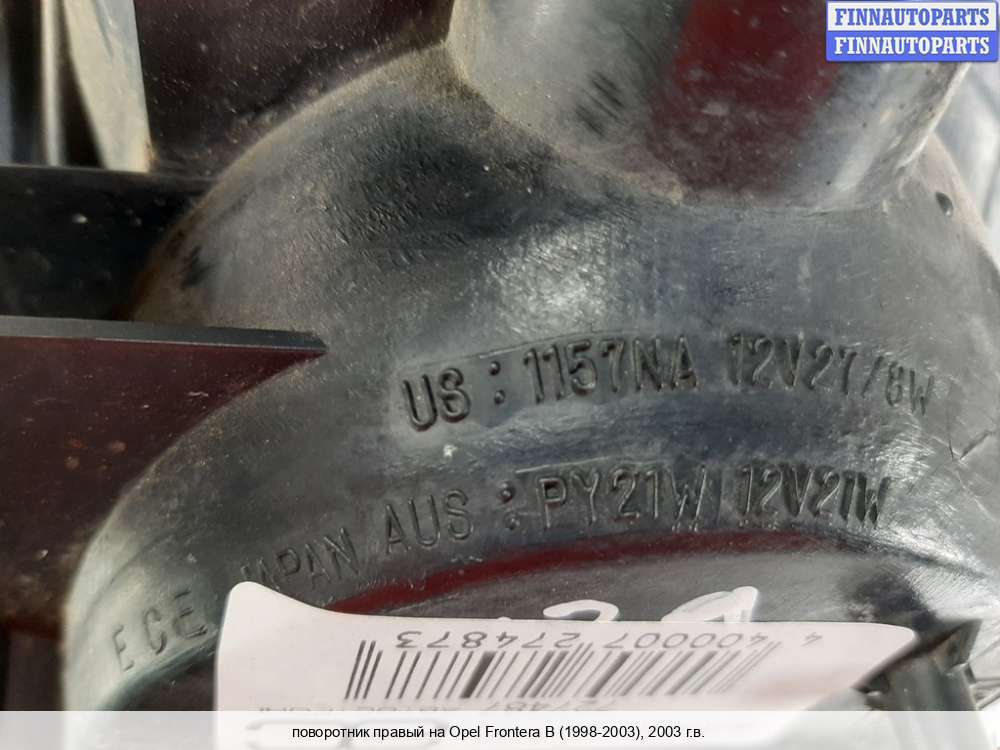 FINNAUTOPARTS
FINNAUTOPARTS
US : 1157NA 12V27/8W
ECE JAPAN AUS : PY21W 12V21W
4 400007 274873
поворотник правый на Opel Frontera B (1998-2003), 2003 г.в.